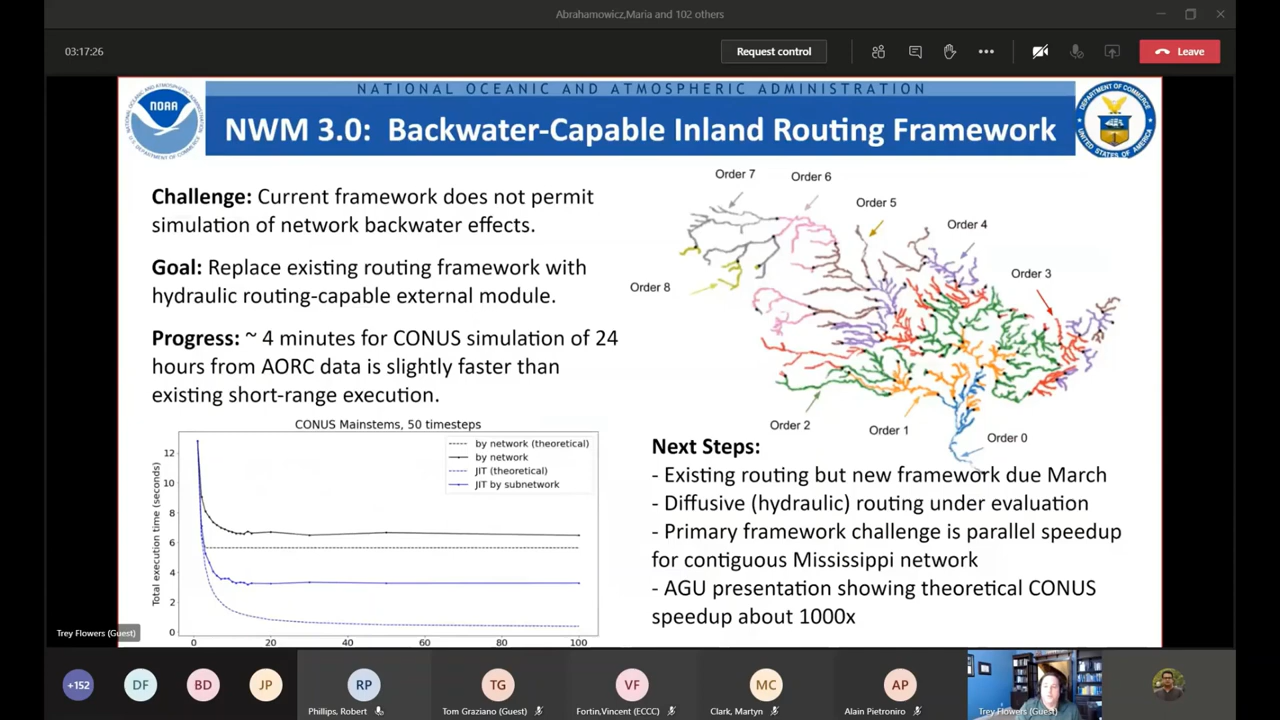 Abrahamowicz,Maria and 102 others
03:17:26
Request control
Leave
NATIONAL OCEANIC AND ATMOSPHERIC ADMINISTRATION
NOAA
NWM 3.0: Backwater-Capable Inland Routing Framework
DEPARTMENT OF COMMERCE
UNITED STATES OF AMERICA
Challenge: Current framework does not permit
simulation of network backwater effects.
Goal: Replace existing routing framework with
hydraulic routing-capable external module.
Progress: ~ 4 minutes for CONUS simulation of 24
hours from AORC data is slightly faster than
existing short-range execution.
Order 7
Order 6
Order 5
Order 4
Order 3
Order 8
Order 2
Order 1
Order 0
CONUS Mainstems, 50 timesteps
by network (theoretical)
by network
JIT (theoretical)
JIT by subnetwork
Total execution time (seconds)
12
10
8
6
4
2
0
0 20 40 60 80 100
Next Steps:
- Existing routing but new framework due March
- Diffusive (hydraulic) routing under evaluation
- Primary framework challenge is parallel speedup
for contiguous Mississippi network
- AGU presentation showing theoretical CONUS
speedup about 1000x
Trey Flowers (Guest)
+152
DF
BD
JP
RP
Phillips, Robert
TG
Tom Graziano (Guest)
VF
Fortin,Vincent (ECCC)
MC
Clark, Martyn
AP
Alain Pietroniro
Trey Flowers (Guest)